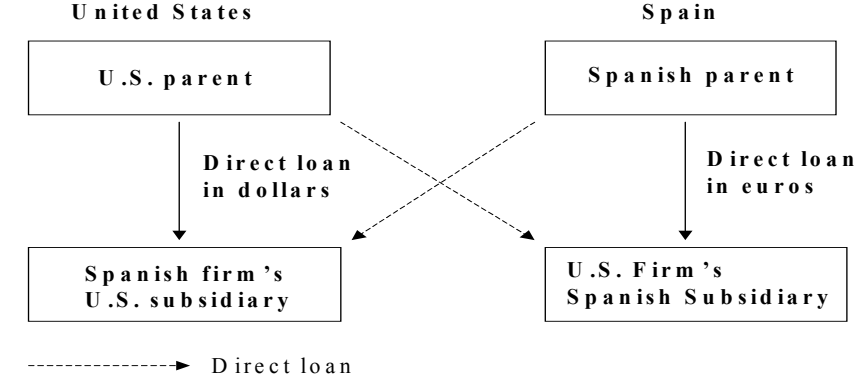 United States
Spain
U.S. parent
Spanish parent
Direct loan
in dollars
Direct loan
in euros
Spanish firm's
U.S. subsidiary
U.S. Firm's
Spanish Subsidiary
Direct loan